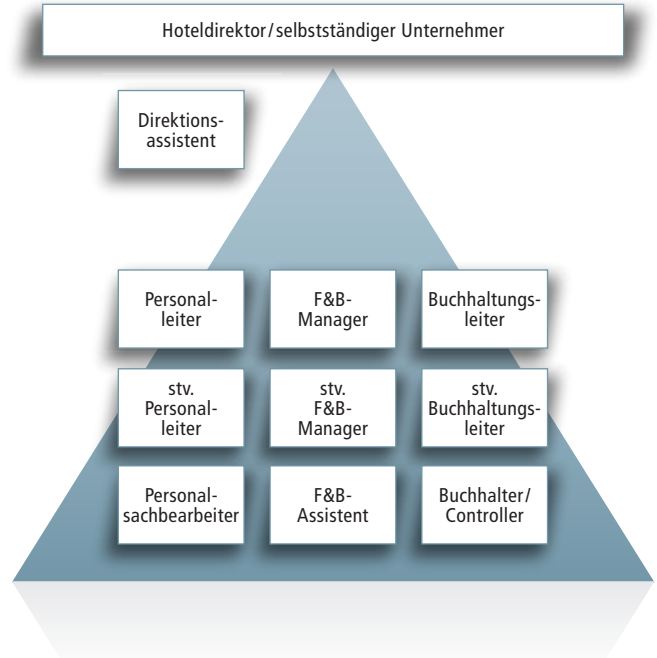 Hoteldirektor/selbstständiger Unternehmer
Direktions-
assistent
Personal-
leiter
F&B-
Manager
Buchhaltungs-
leiter
stv.
Personal-
leiter
stv.
F&B-
Manager
stv.
Buchhaltungs-
leiter
Personal-
sachbearbeiter
F&B-
Assistent
Buchhalter/
Controller